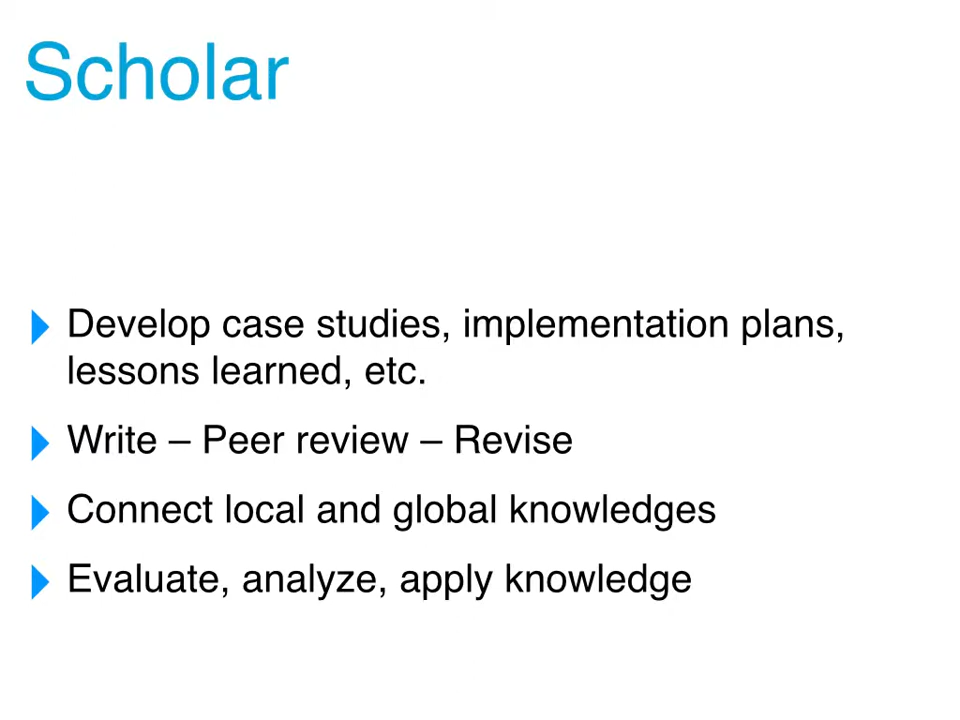 Scholar
Develop case studies, implementation plans,
lessons learned, etc.
Write – Peer review – Revise
Connect local and global knowledges
Evaluate, analyze, apply knowledge